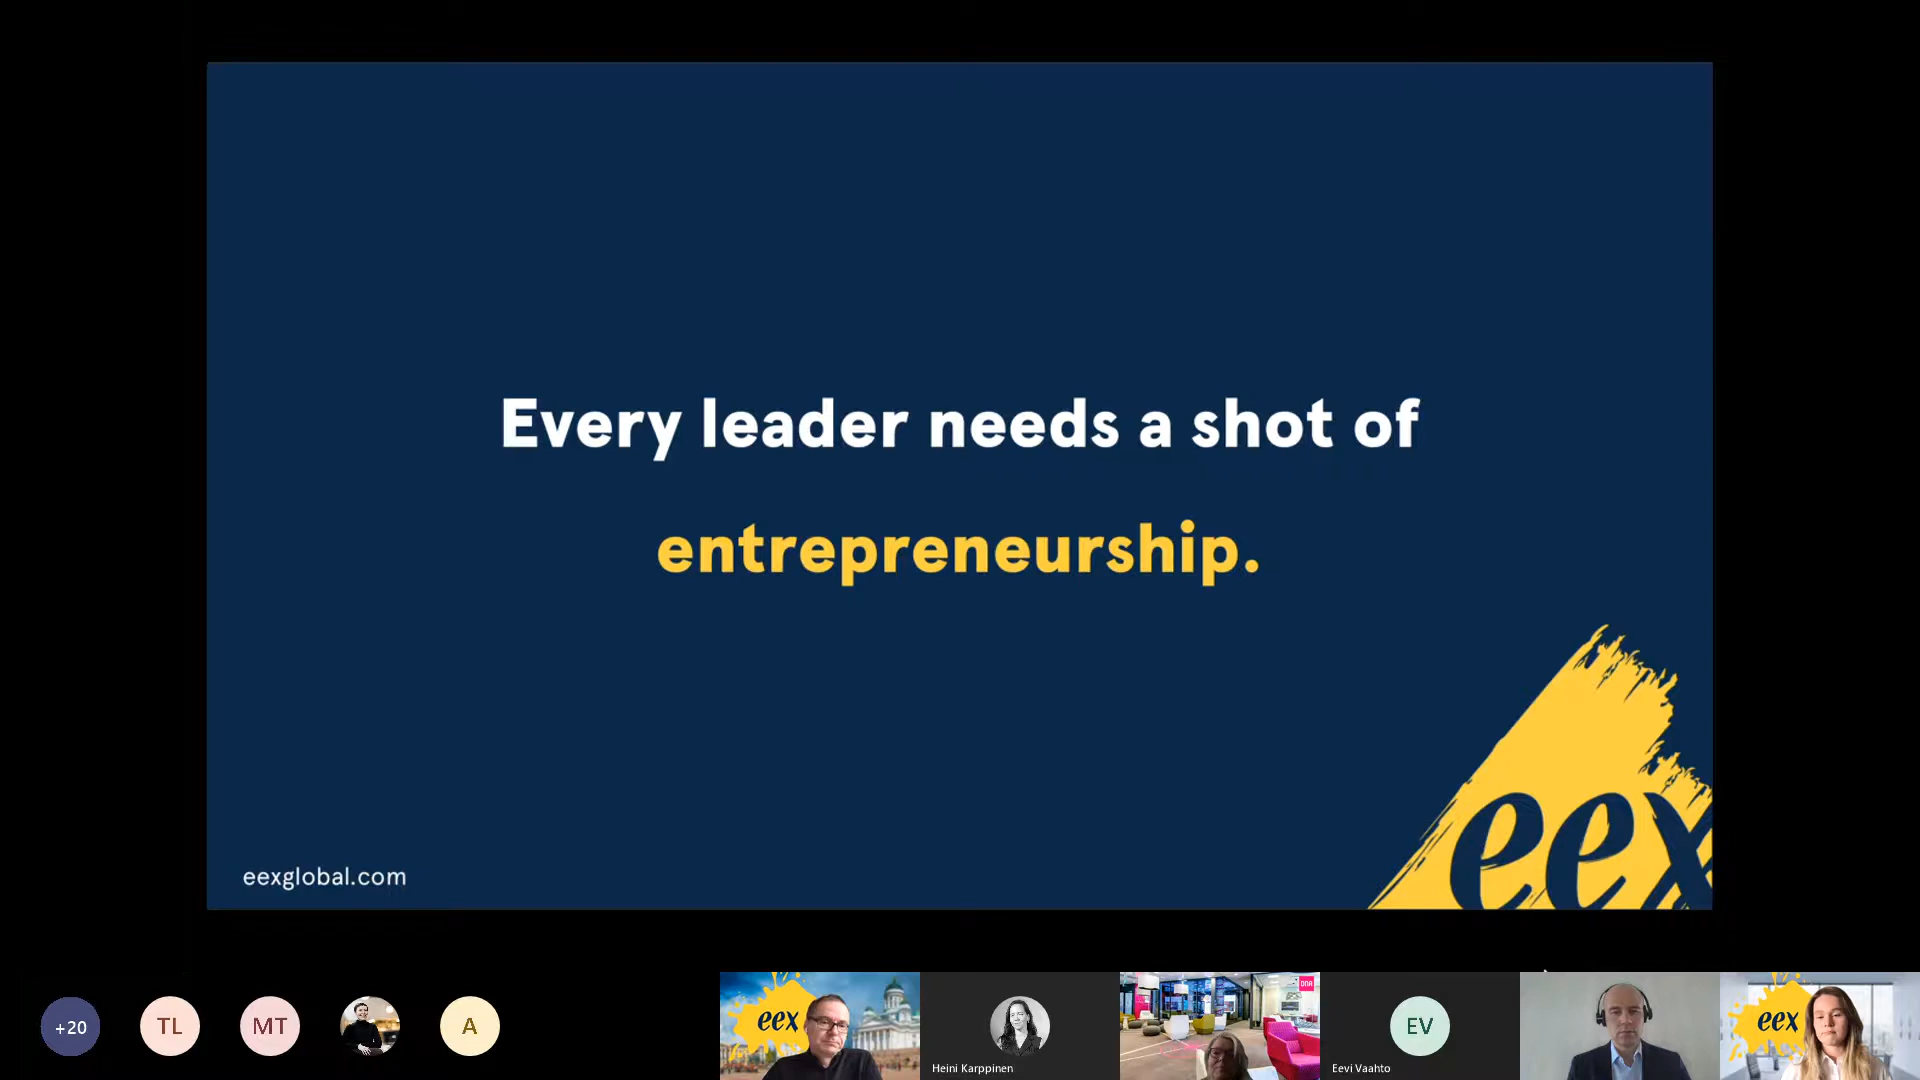 Every leader needs a shot of
entrepreneurship.
eexglobal.com
eex
+20
TL
MT
A
eex
Heini Karppinen
DNA
EV
Eevi Vaahto
eex